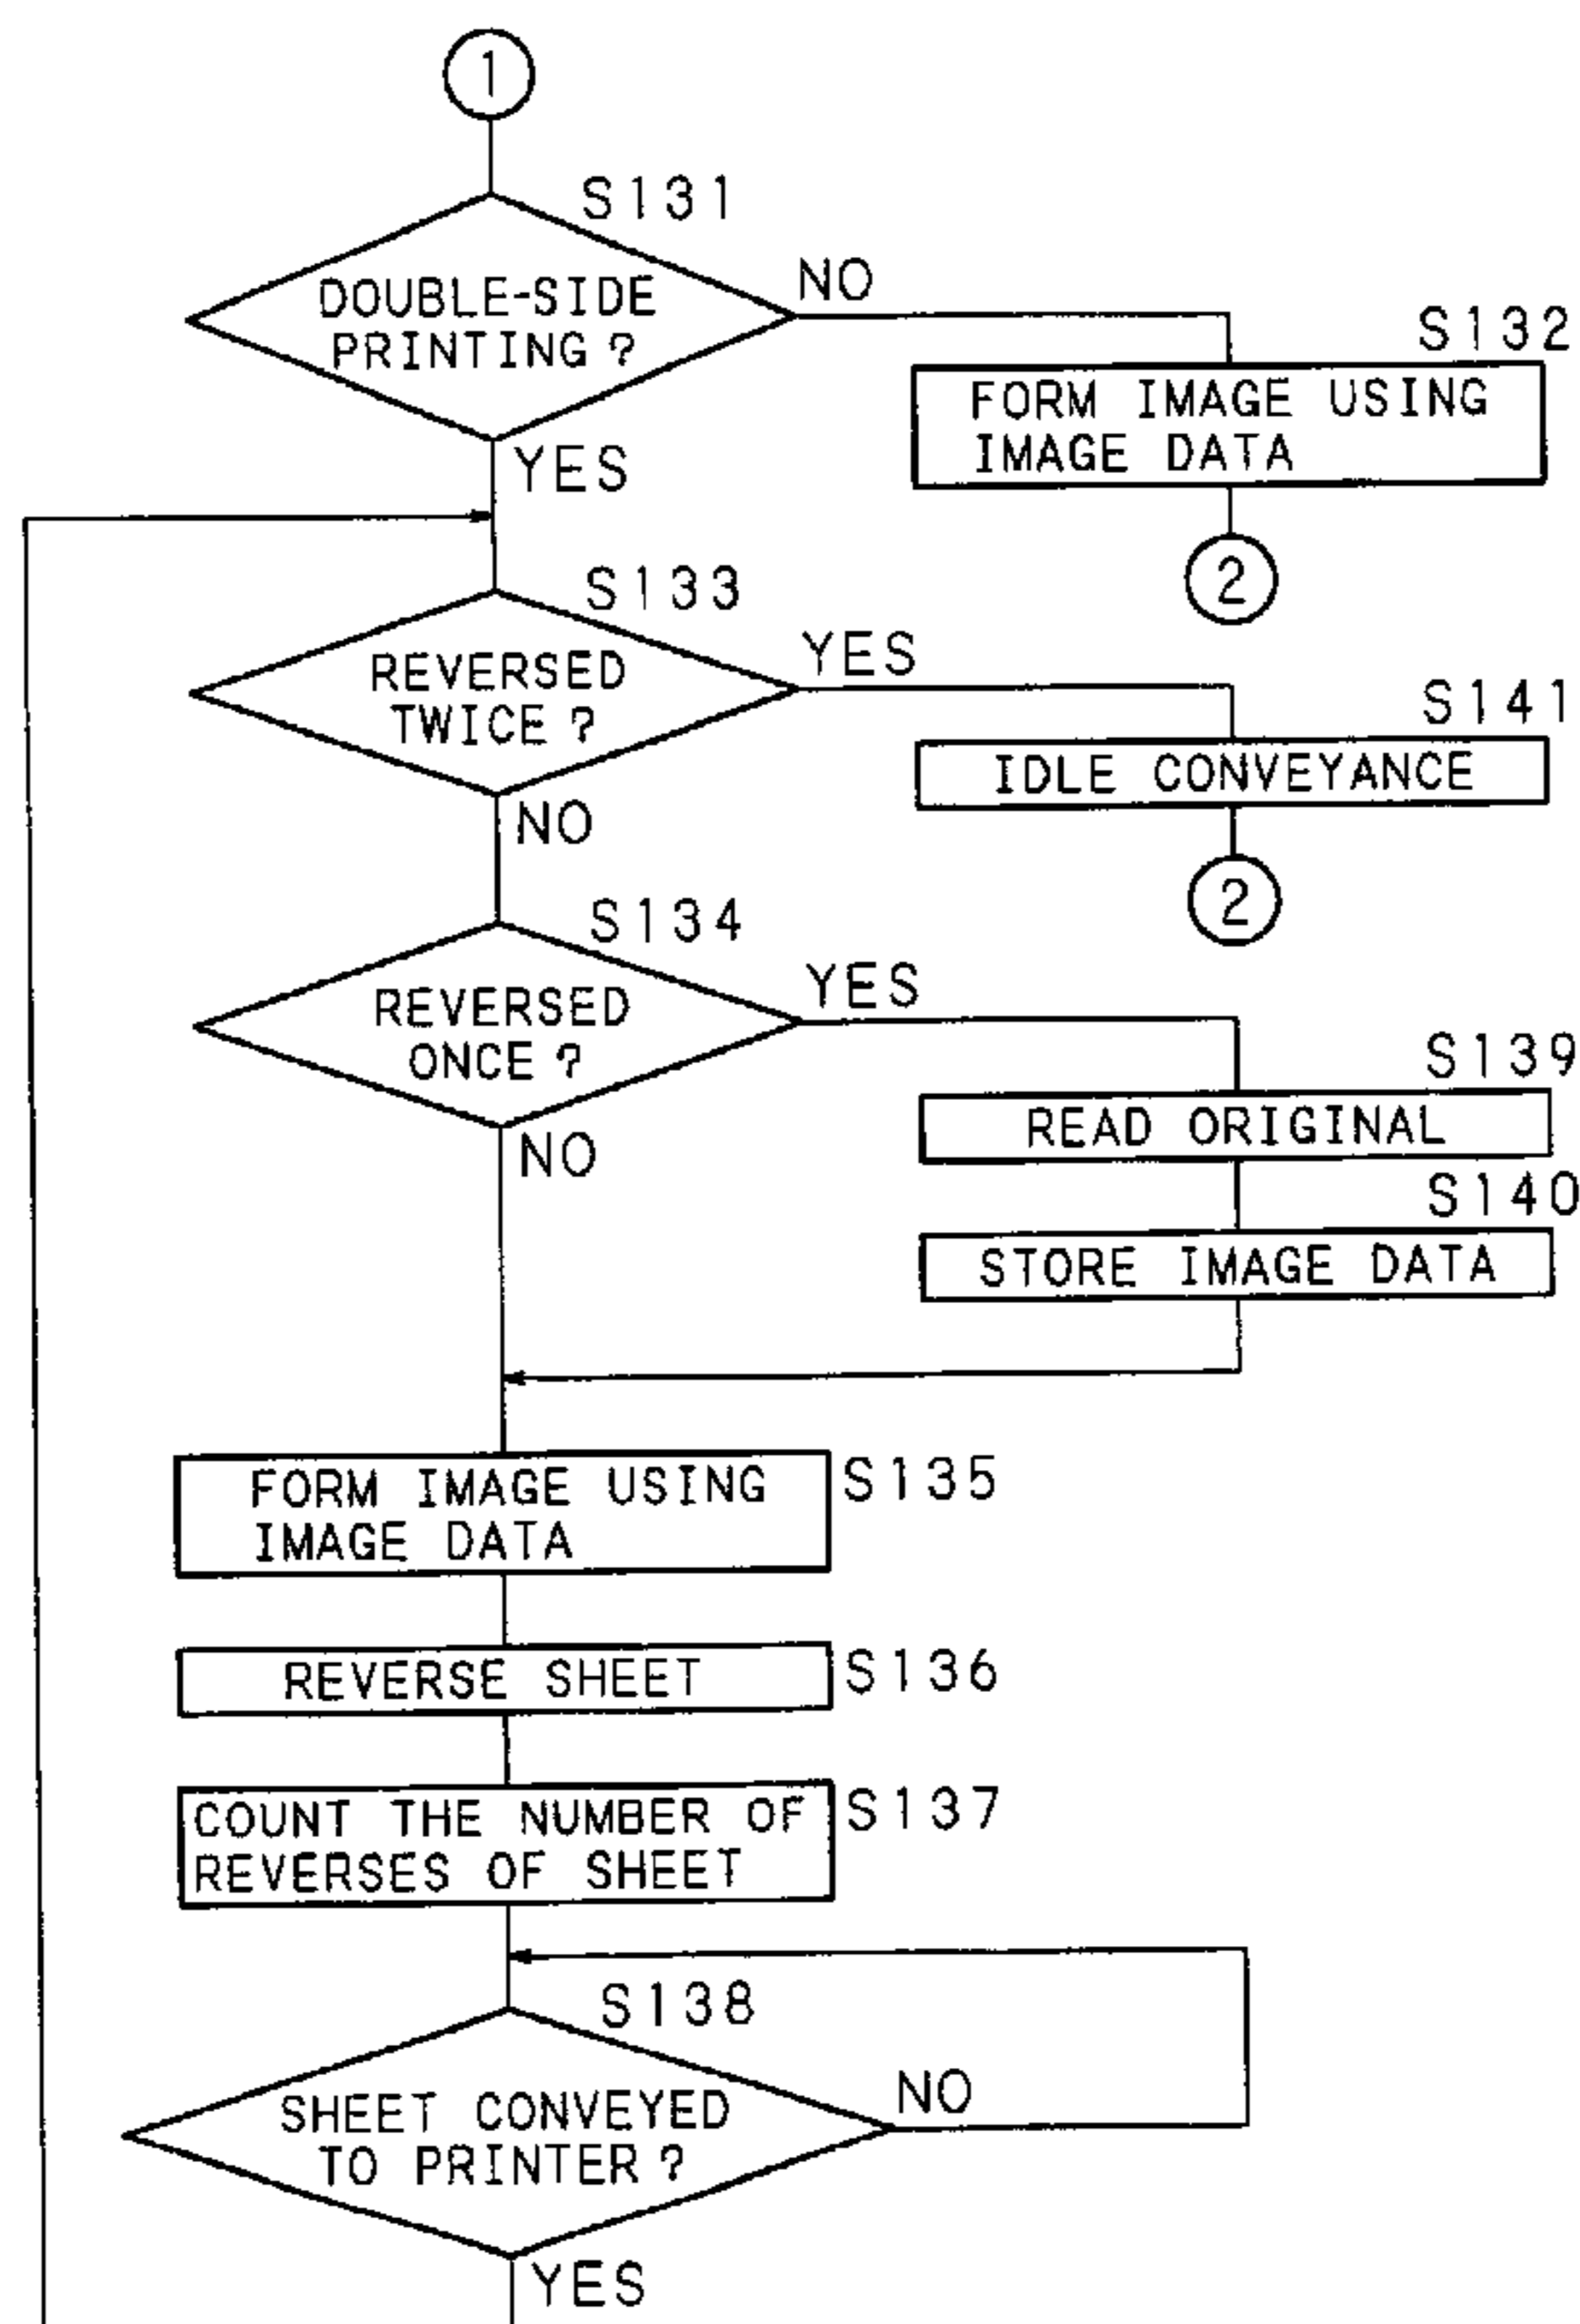 1
S131
DOUBLE-SIDE
PRINTING?
NO
YES
S132
FORM IMAGE USING
IMAGE DATA
2
S133
REVERSED
TWICE?
YES
NO
S141
IDLE CONVEYANCE
2
S134
REVERSED
ONCE?
YES
NO
S139
READ ORIGINAL
S140
STORE IMAGE DATA
FORM IMAGE USING
IMAGE DATA
S135
REVERSE SHEET
S136
COUNT THE NUMBER OF
REVERSES OF SHEET
S137
S138
SHEET CONVEYED
TO PRINTER?
NO
YES